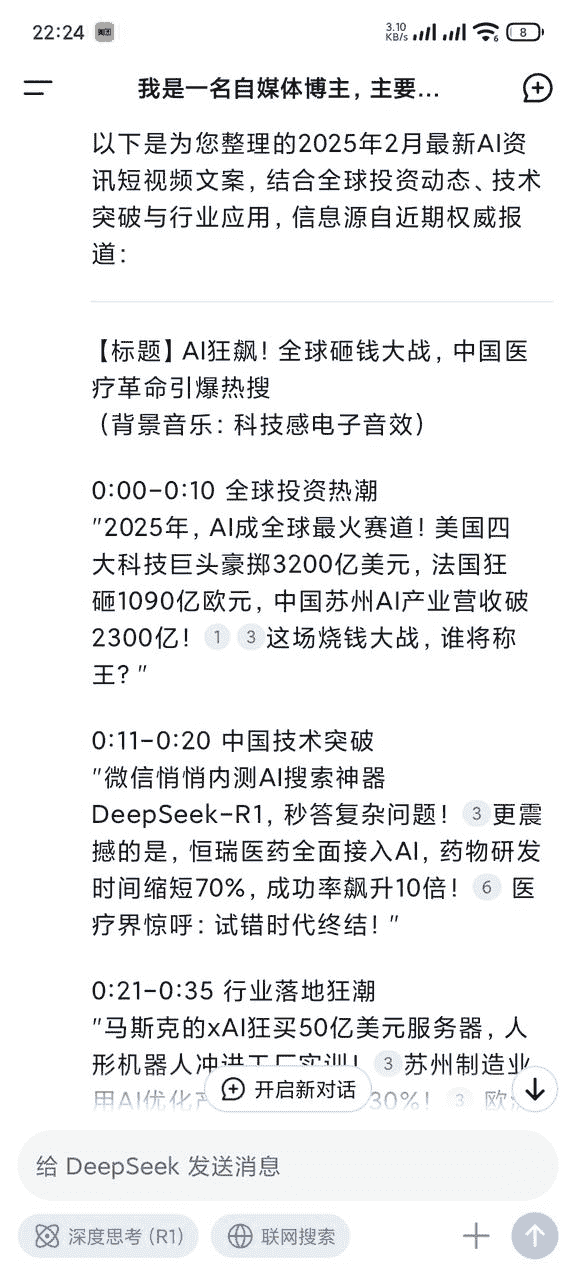 22:24
3.10
KB/s
6
8
我是一名自媒体博主，主要...
以下是为您整理的2025年2月最新AI资
讯短视频文案，结合全球投资动态、技术
突破与行业应用，信息源自近期权威报
道：
【标题】AI狂飙！全球砸钱大战，中国医
疗革命引爆热搜
（背景音乐：科技感电子音效）
0:00-0:10 全球投资热潮
"2025年，AI成全球最火赛道！美国四
大科技巨头豪掷3200亿美元，法国狂
砸1090亿欧元，中国苏州AI产业营收破
2300亿！ 1 3 这场烧钱大战，谁将称
王？"
0:11-0:20 中国技术突破
"微信悄悄内测AI搜索神器
DeepSeek-R1，秒答复杂问题！ 3 更震
撼的是，恒瑞医药全面接入AI，药物研发
时间缩短70%，成功率飙升10倍！ 6 医
疗界惊呼：试错时代终结！"
0:21-0:35 行业落地狂潮
"马斯克的xAI狂买50亿美元服务器，人
形机器人冲进工厂实训！ 3 苏州制造业
用AI优化 30%！ 3 欧
开启新对话
给 DeepSeek 发送消息
深度思考 (R1) 联网搜索